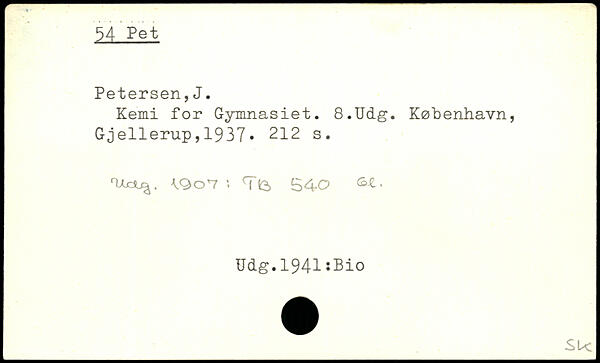 54 Pet
Petersen,J.
Kemi for Gymnasiet. 8.Udg. København,
Gjellerup,1937. 212 s.
Udg. 1907: TB 540 Gl.
Udg.1941:Bio
SK